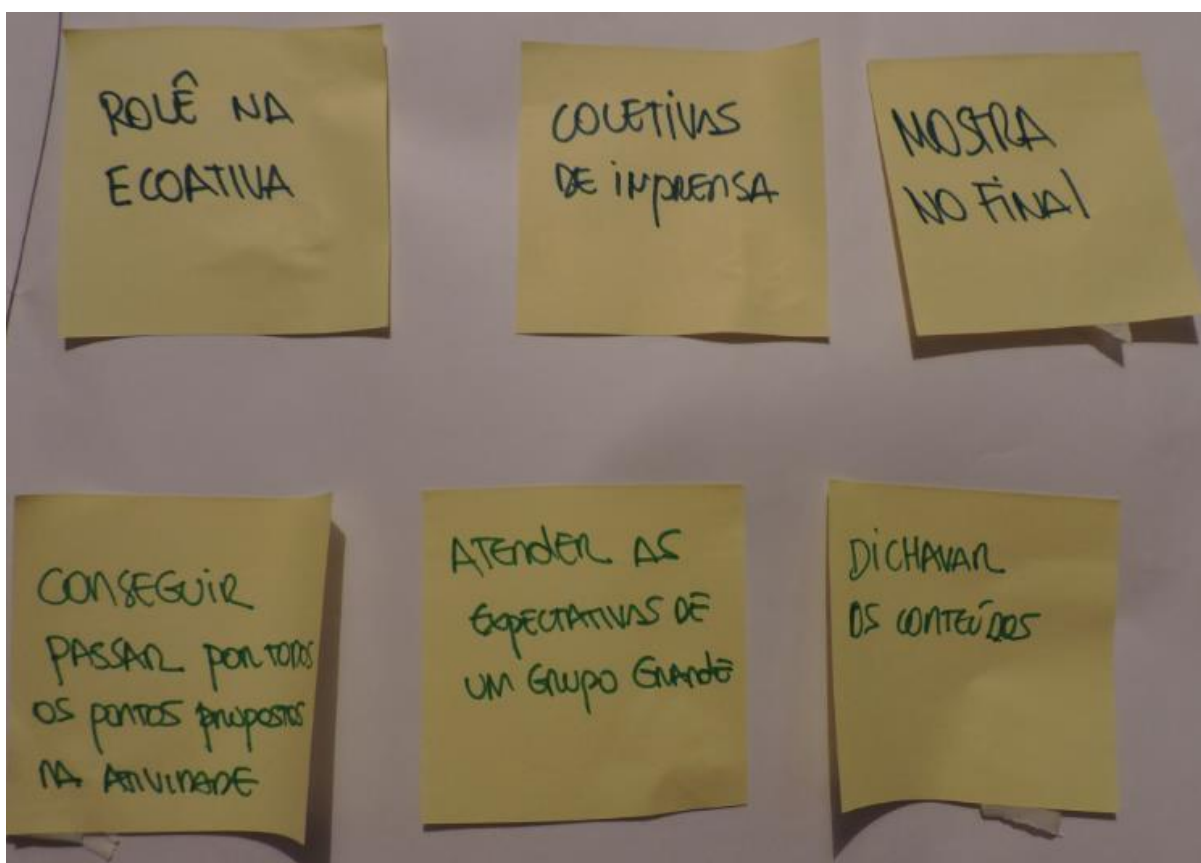 ROLÊ NA
ECOATIVA
COLETIVAS
DE IMPRENSA
MOSTRA
NO FINAL
CONSEGUIR
PASSAR POR TODOS
OS PONTOS PROPOSTOS
NA ATIVIDADE
ATENDER AS
EXPECTATIVAS DE
UM GRUPO GRANDE
DICHAVAR
OS CONTEÚDOS